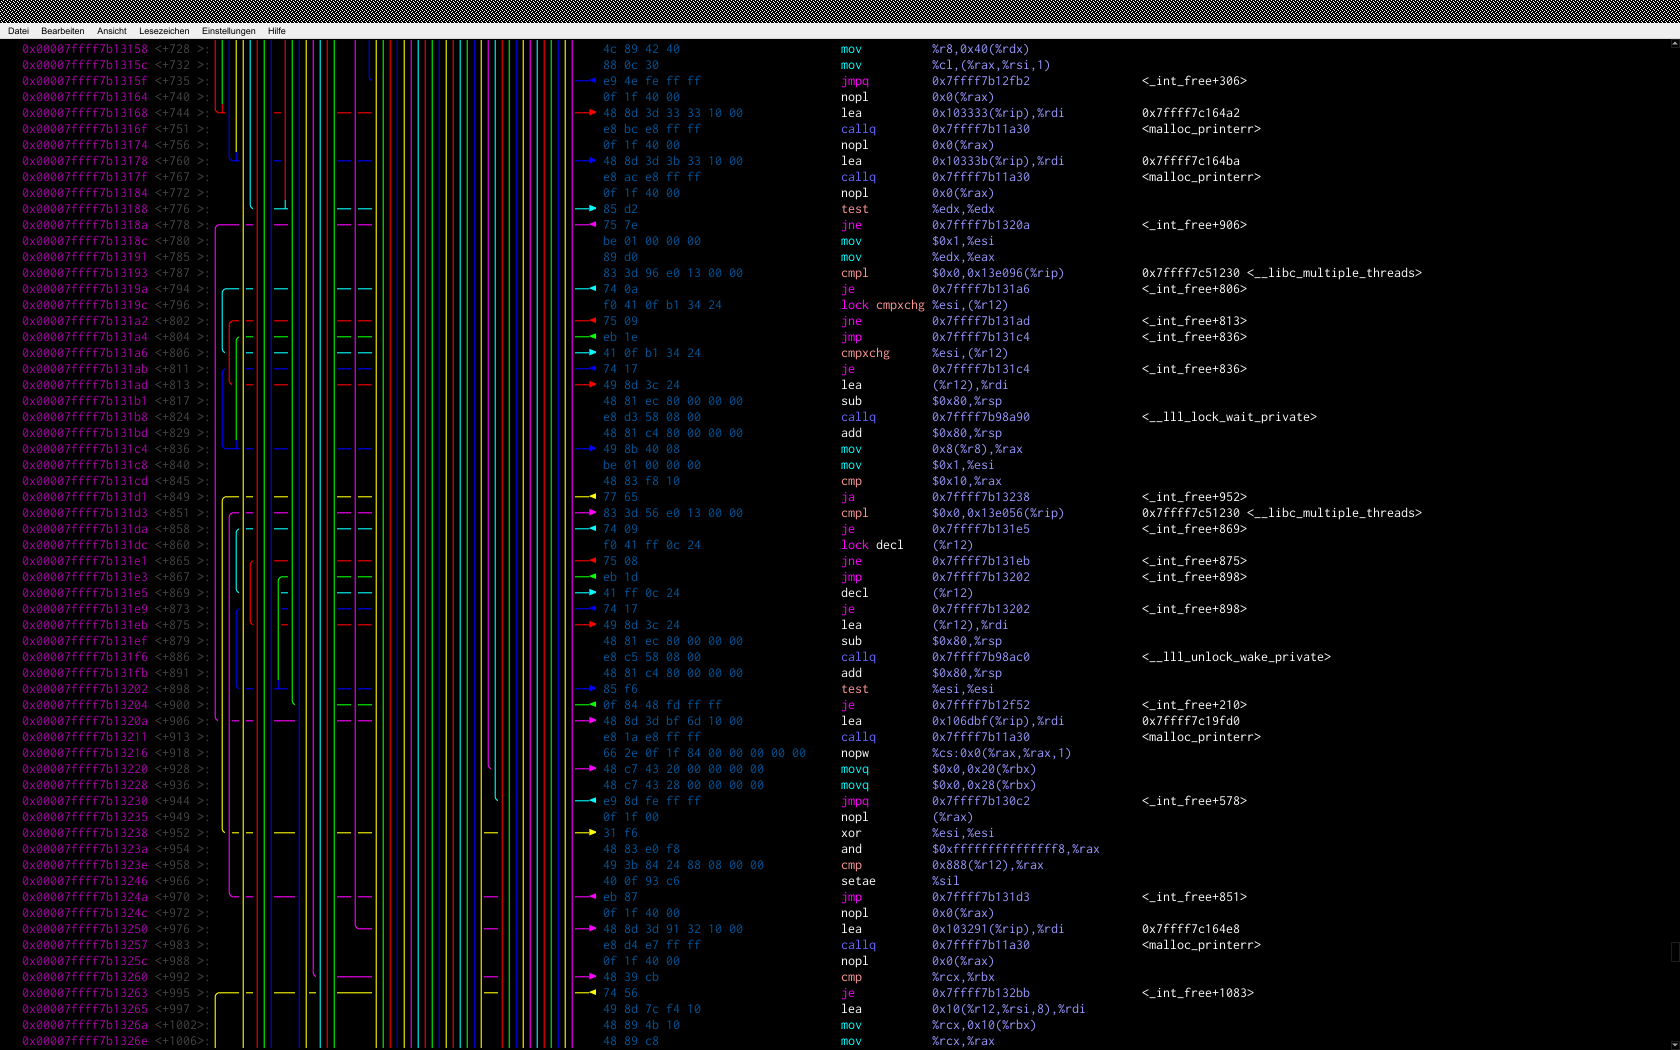 Datei Bearbeiten Ansicht Lesezeichen Einstellungen Hilfe
0x00007ffff7b13158 <+728 >: 4c 89 42 40 mov %r8,0x40(%rdx)
0x00007ffff7b1315c <+732 >: 88 0c 30 mov %cl,(%rax,%rsi,1)
0x00007ffff7b1315f <+735 >: e9 4e fe ff ff jmpq 0x7ffff7b12fb2 <_int_free+306>
0x00007ffff7b13164 <+740 >: 0f 1f 40 00 nopl 0x0(%rax)
0x00007ffff7b13168 <+744 >: 48 8d 3d 33 33 10 00 lea 0x103333(%rip),%rdi 0x7ffff7c164a2
0x00007ffff7b1316f <+751 >: e8 bc e8 ff ff callq 0x7ffff7b11a30 <malloc_printerr>
0x00007ffff7b13174 <+756 >: 0f 1f 40 00 nopl 0x0(%rax)
0x00007ffff7b13178 <+760 >: 48 8d 3d 3b 33 10 00 lea 0x10333b(%rip),%rdi 0x7ffff7c164ba
0x00007ffff7b1317f <+767 >: e8 ac e8 ff ff callq 0x7ffff7b11a30 <malloc_printerr>
0x00007ffff7b13184 <+772 >: 0f 1f 40 00 nopl 0x0(%rax)
0x00007ffff7b13188 <+776 >: 85 d2 test %edx,%edx
0x00007ffff7b1318a <+778 >: 75 7e jne 0x7ffff7b1320a <_int_free+906>
0x00007ffff7b1318c <+780 >: be 01 00 00 00 mov $0x1,%esi
0x00007ffff7b13191 <+785 >: 89 d0 mov %edx,%eax
0x00007ffff7b13193 <+787 >: 83 3d 96 e0 13 00 00 cmpl $0x0,0x13e096(%rip) 0x7ffff7c51230 <__libc_multiple_threads>
0x00007ffff7b1319a <+794 >: 74 0a je 0x7ffff7b131a6 <_int_free+806>
0x00007ffff7b1319c <+796 >: f0 41 0f b1 34 24 lock cmpxchg %esi,(%r12)
0x00007ffff7b131a2 <+802 >: 75 09 jne 0x7ffff7b131ad <_int_free+813>
0x00007ffff7b131a4 <+804 >: eb 1e jmp 0x7ffff7b131c4 <_int_free+836>
0x00007ffff7b131a6 <+806 >: 41 0f b1 34 24 cmpxchg %esi,(%r12)
0x00007ffff7b131ab <+811 >: 74 17 je 0x7ffff7b131c4 <_int_free+836>
0x00007ffff7b131ad <+813 >: 49 8d 3c 24 lea (%r12),%rdi
0x00007ffff7b131b1 <+817 >: 48 81 ec 80 00 00 00 sub $0x80,%rsp
0x00007ffff7b131b8 <+824 >: e8 d3 58 08 00 callq 0x7ffff7b98a90 <__lll_lock_wait_private>
0x00007ffff7b131bd <+829 >: 48 81 c4 80 00 00 00 add $0x80,%rsp
0x00007ffff7b131c4 <+836 >: 49 8b 40 08 mov 0x8(%r8),%rax
0x00007ffff7b131c8 <+840 >: be 01 00 00 00 mov $0x1,%esi
0x00007ffff7b131cd <+845 >: 48 83 f8 10 cmp $0x10,%rax
0x00007ffff7b131d1 <+849 >: 77 65 ja 0x7ffff7b13238 <_int_free+952>
0x00007ffff7b131d3 <+851 >: 83 3d 56 e0 13 00 00 cmpl $0x0,0x13e056(%rip) 0x7ffff7c51230 <__libc_multiple_threads>
0x00007ffff7b131da <+858 >: 74 09 je 0x7ffff7b131e5 <_int_free+869>
0x00007ffff7b131dc <+860 >: f0 41 ff 0c 24 lock decl (%r12)
0x00007ffff7b131e1 <+865 >: 75 08 jne 0x7ffff7b131eb <_int_free+875>
0x00007ffff7b131e3 <+867 >: eb 1d jmp 0x7ffff7b13202 <_int_free+898>
0x00007ffff7b131e5 <+869 >: 41 ff 0c 24 decl (%r12)
0x00007ffff7b131e9 <+873 >: 74 17 je 0x7ffff7b13202 <_int_free+898>
0x00007ffff7b131eb <+875 >: 49 8d 3c 24 lea (%r12),%rdi
0x00007ffff7b131ef <+879 >: 48 81 ec 80 00 00 00 sub $0x80,%rsp
0x00007ffff7b131f6 <+886 >: e8 c5 58 08 00 callq 0x7ffff7b98ac0 <__lll_unlock_wake_private>
0x00007ffff7b131fb <+891 >: 48 81 c4 80 00 00 00 add $0x80,%rsp
0x00007ffff7b13202 <+898 >: 85 f6 test %esi,%esi
0x00007ffff7b13204 <+900 >: 0f 84 48 fd ff ff je 0x7ffff7b12f52 <_int_free+210>
0x00007ffff7b1320a <+906 >: 48 8d 3d bf 6d 10 00 lea 0x106dbf(%rip),%rdi 0x7ffff7c19fd0
0x00007ffff7b13211 <+913 >: e8 1a e8 ff ff callq 0x7ffff7b11a30 <malloc_printerr>
0x00007ffff7b13216 <+918 >: 66 2e 0f 1f 84 00 00 00 00 00 nopw %cs:0x0(%rax,%rax,1)
0x00007ffff7b13220 <+928 >: 48 c7 43 20 00 00 00 00 movq $0x0,0x20(%rbx)
0x00007ffff7b13228 <+936 >: 48 c7 43 28 00 00 00 00 movq $0x0,0x28(%rbx)
0x00007ffff7b13230 <+944 >: e9 8d fe ff ff jmpq 0x7ffff7b130c2 <_int_free+578>
0x00007ffff7b13235 <+949 >: 0f 1f 00 nopl (%rax)
0x00007ffff7b13238 <+952 >: 31 f6 xor %esi,%esi
0x00007ffff7b1323a <+954 >: 48 83 e0 f8 and $0xfffffffffffffff8,%rax
0x00007ffff7b1323e <+958 >: 49 3b 84 24 88 08 00 00 cmp 0x888(%r12),%rax
0x00007ffff7b13246 <+966 >: 40 0f 93 c6 setae %sil
0x00007ffff7b1324a <+970 >: eb 87 jmp 0x7ffff7b131d3 <_int_free+851>
0x00007ffff7b1324c <+972 >: 0f 1f 40 00 nopl 0x0(%rax)
0x00007ffff7b13250 <+976 >: 48 8d 3d 91 32 10 00 lea 0x103291(%rip),%rdi 0x7ffff7c164e8
0x00007ffff7b13257 <+983 >: e8 d4 e7 ff ff callq 0x7ffff7b11a30 <malloc_printerr>
0x00007ffff7b1325c <+988 >: 0f 1f 40 00 nopl 0x0(%rax)
0x00007ffff7b13260 <+992 >: 48 39 cb cmp %rcx,%rbx
0x00007ffff7b13263 <+995 >: 74 56 je 0x7ffff7b132bb <_int_free+1083>
0x00007ffff7b13265 <+997 >: 49 8d 7c f4 10 lea 0x10(%r12,%rsi,8),%rdi
0x00007ffff7b1326a <+1002>: 48 89 4b 10 mov %rcx,0x10(%rbx)
0x00007ffff7b1326e <+1006>: 48 89 c8 mov %rcx,%rax